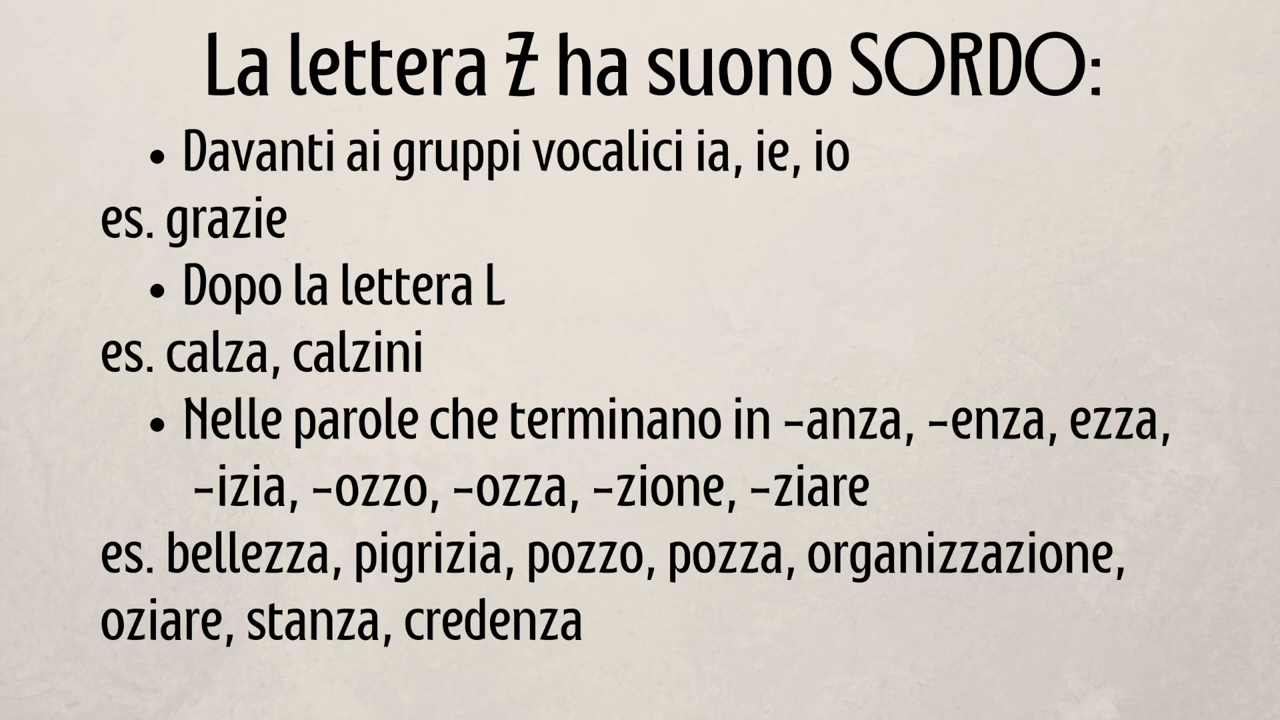 La lettera Z ha suono SORDO:
• Davanti ai gruppi vocalici ia, ie, io
es. grazie
• Dopo la lettera L
es. calza, calzini
• Nelle parole che terminano in –anza, –enza, ezza,
–izia, –ozzo, –ozza, –zione, –ziare
es. bellezza, pigrizia, pozzo, pozza, organizzazione,
oziare, stanza, credenza